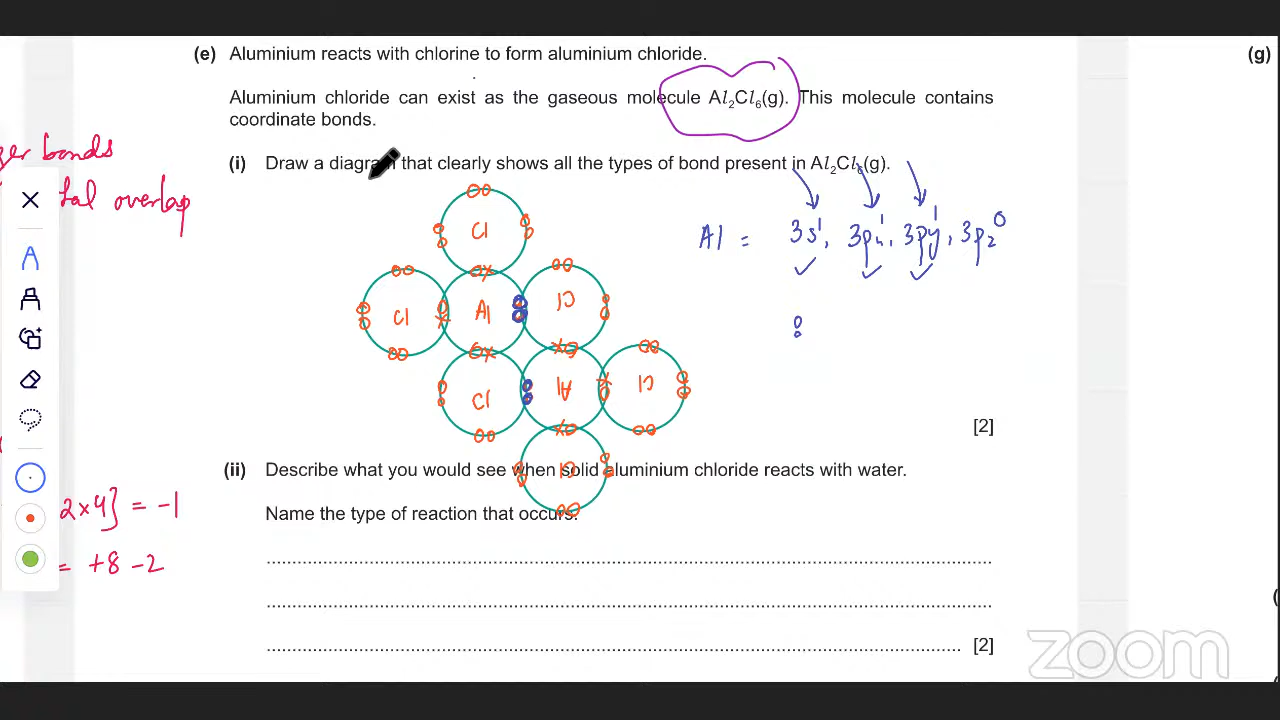 (e) Aluminium reacts with chlorine to form aluminium chloride.
(g)
Aluminium chloride can exist as the gaseous molecule Al₂Cl₆(g). This molecule contains
coordinate bonds.
bonds
overlap
(i) Draw a diagram that clearly shows all the types of bond present in Al₂Cl₆(g).
Al = 3s¹, 3px¹, 3py¹, 3pz⁰
Cl
Cl Al Cl
Cl Al Cl
Cl
[2]
(ii) Describe what you would see when solid aluminium chloride reacts with water.
2x4} = -1
Name the type of reaction that occurs.
= +8 -2
[2]
zoom